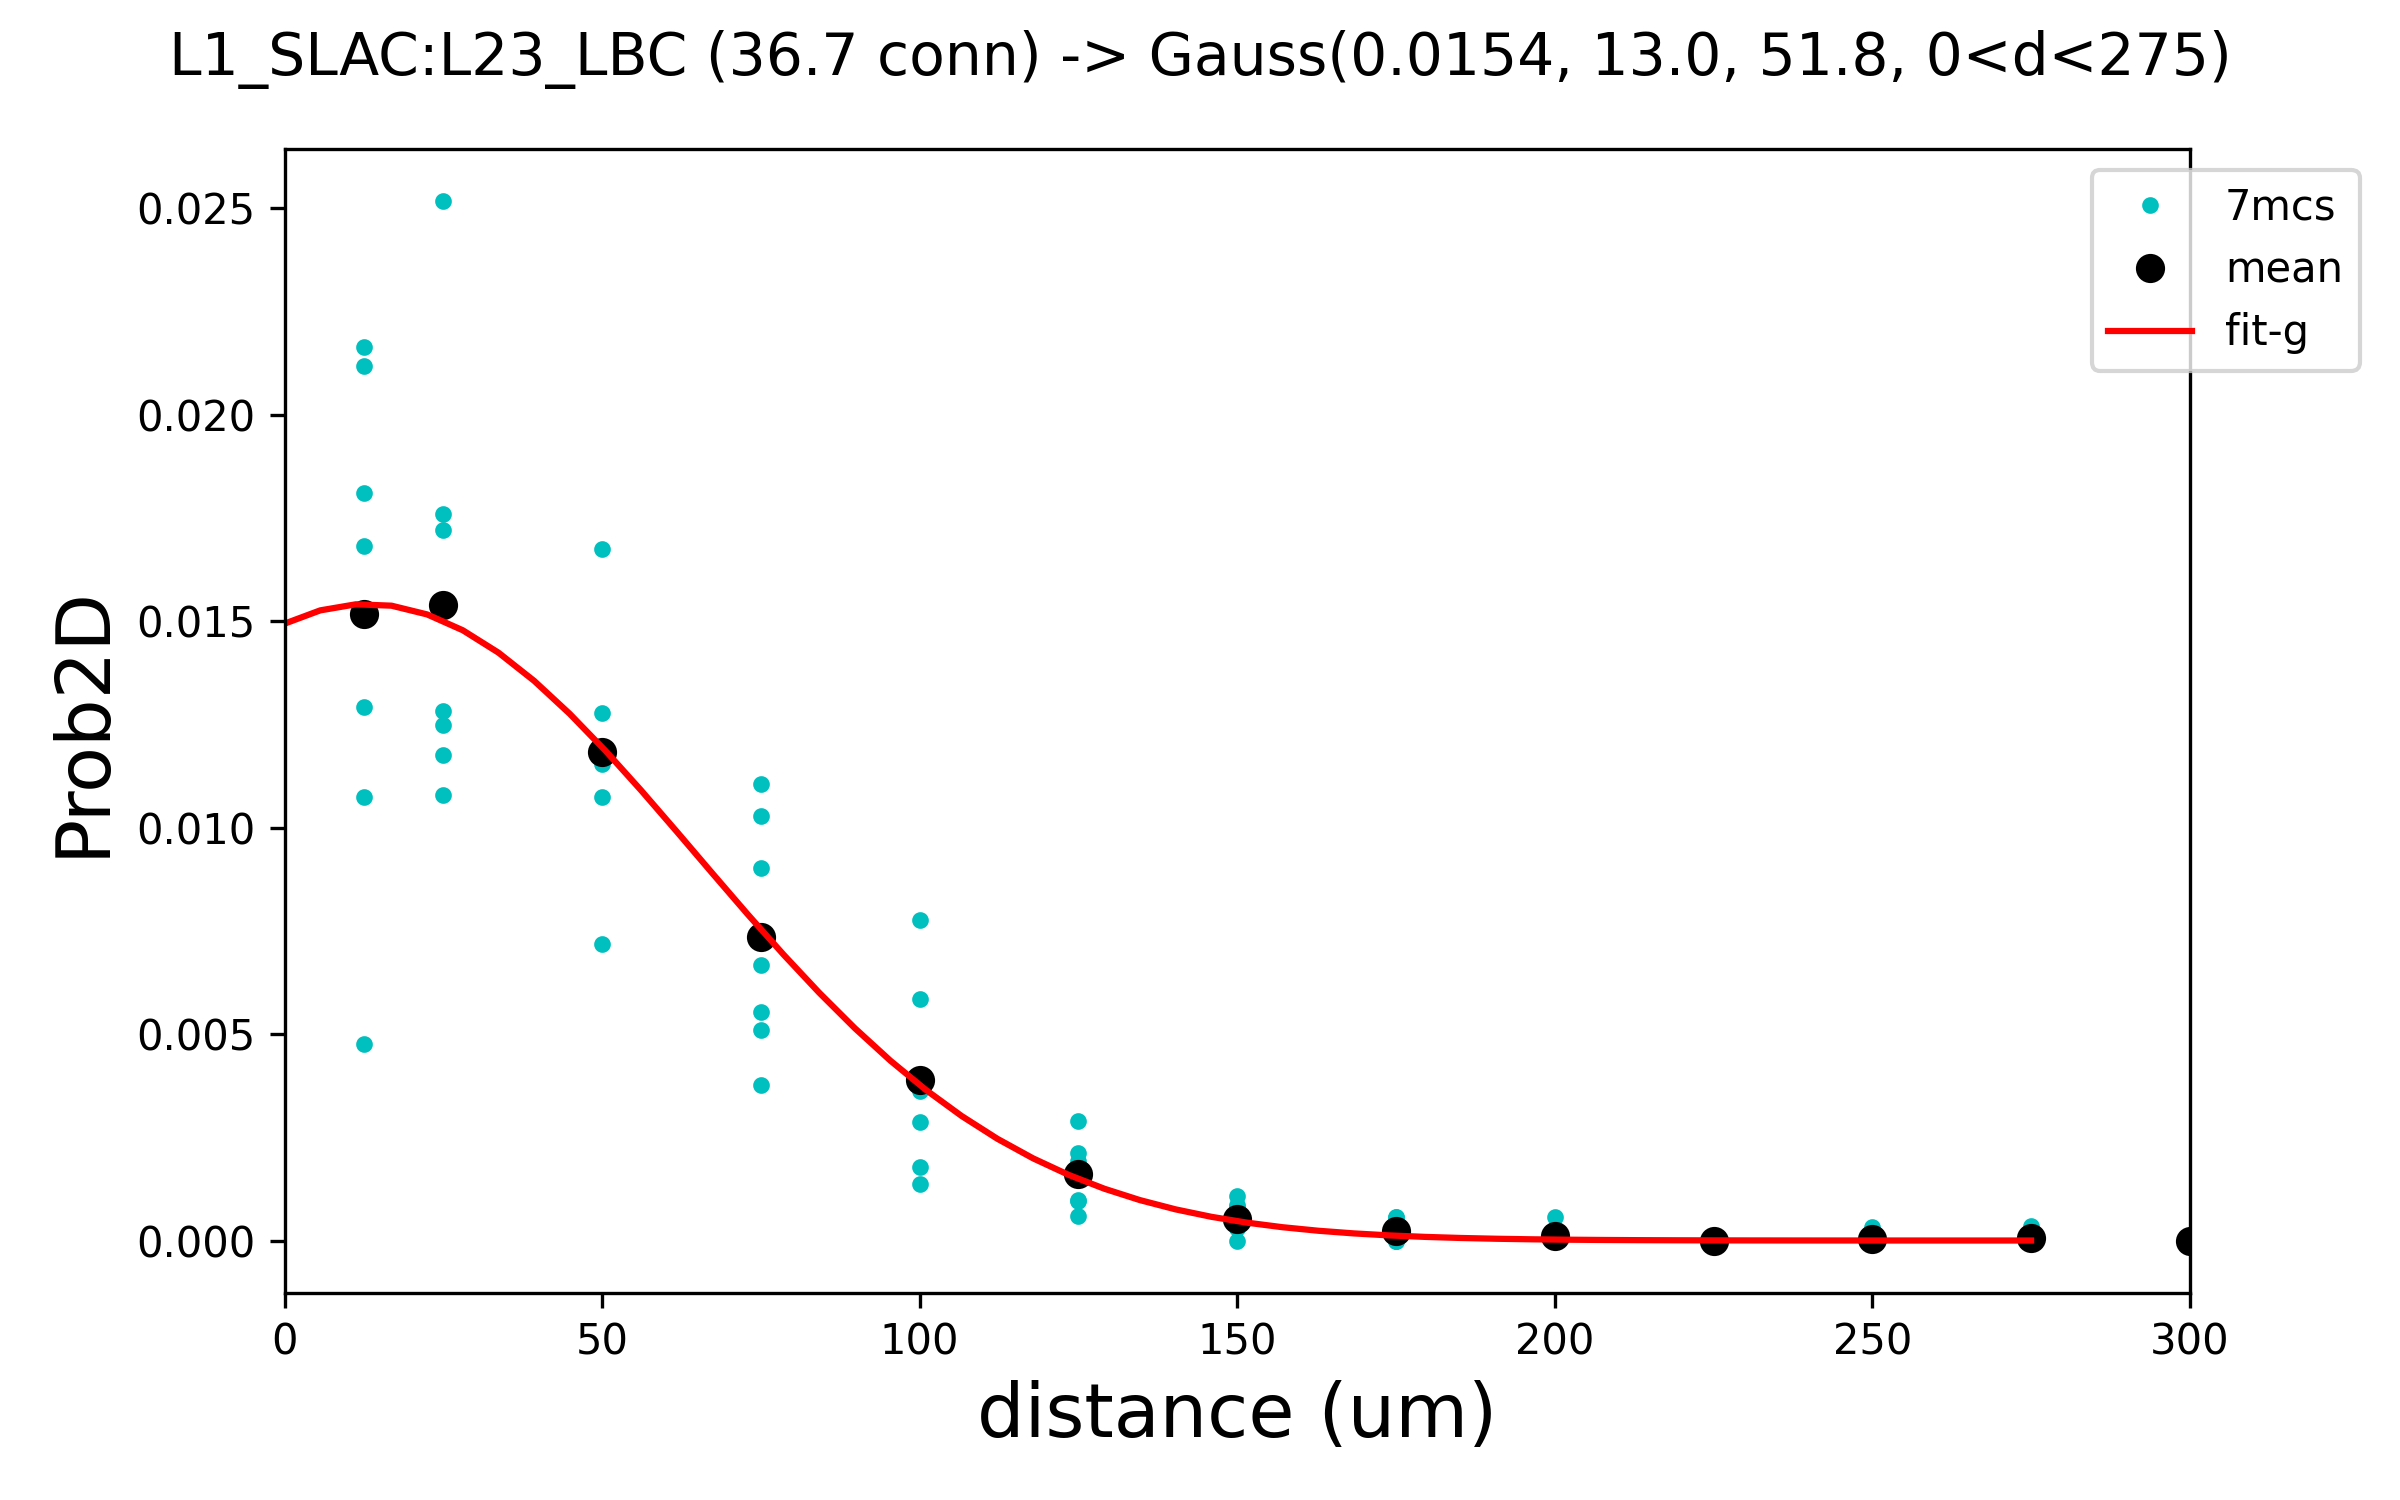 L1_SLAC:L23_LBC (36.7 conn) -> Gauss(0.0154, 13.0, 51.8, 0<d<275)
7mcs
mean
fit-g
0.025
0.020
0.015
0.010
0.005
0.000
Prob2D
0 50 100 150 200 250 300
distance (um)